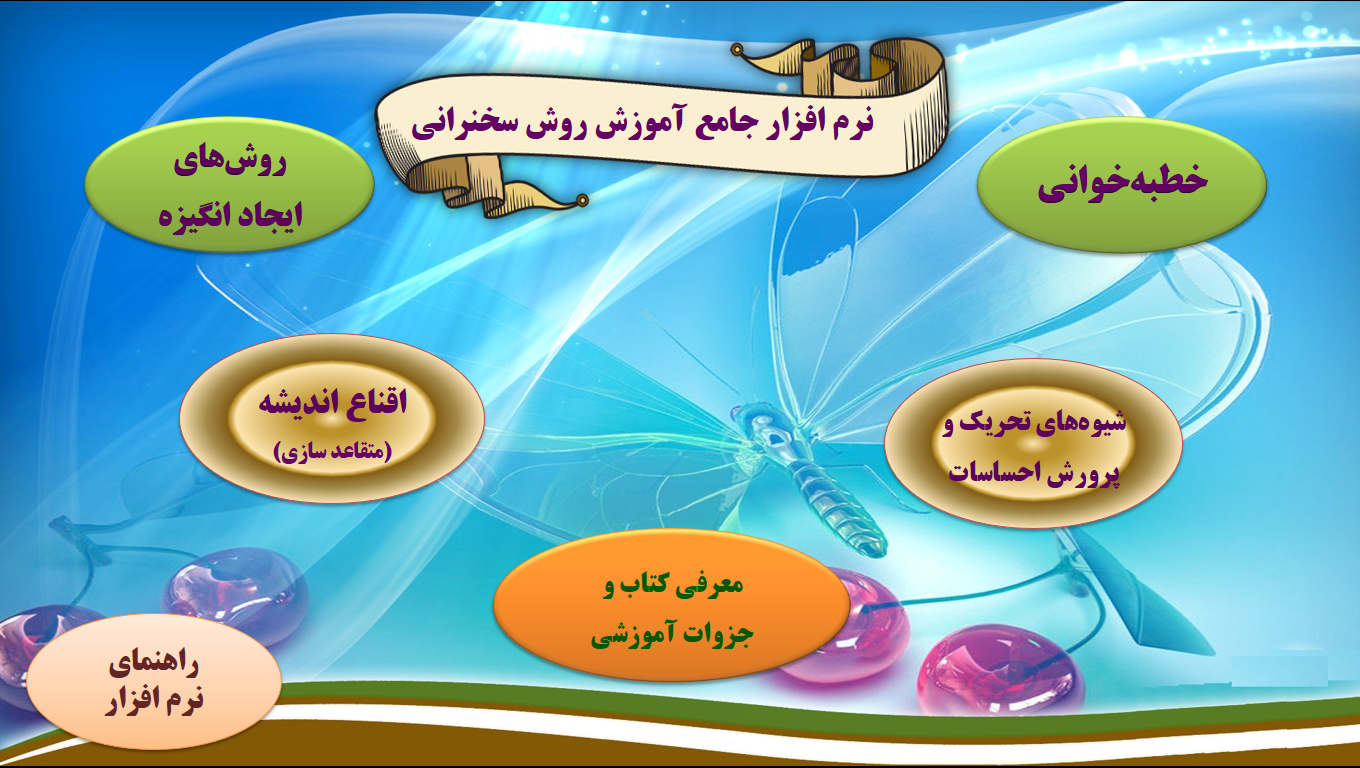 نرم افزار جامع آموزش روش سخنرانی
خطبه‌خوانی
روش‌های
ایجاد انگیزه
شیوه‌های تحریک و
پرورش احساسات
اقناع اندیشه
(متقاعد سازی)
معرفی کتاب و
جزوات آموزشی
راهنمای
نرم افزار